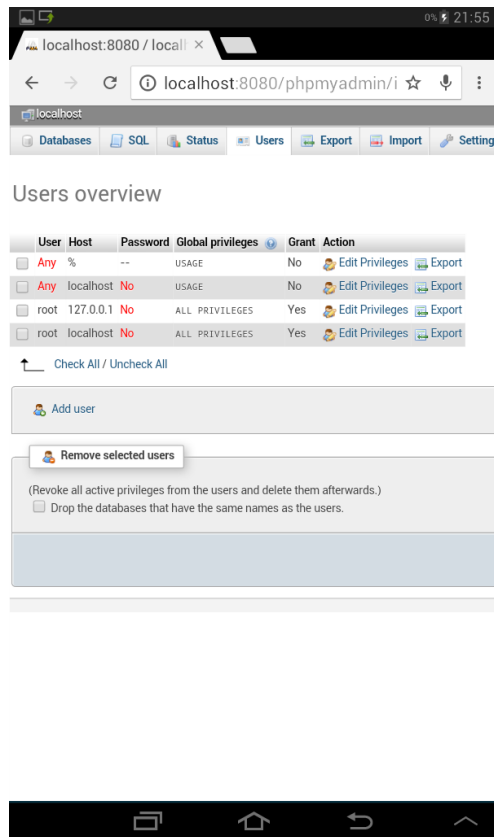 0% 21:55
localhost:8080 / local
localhost:8080/phpmyadmin/i
localhost
Databases SQL Status Users Export Import Setting
Users overview
User Host Password Global privileges Grant Action
Any % -- USAGE No Edit Privileges Export
Any localhost No USAGE No Edit Privileges Export
root 127.0.0.1 No ALL PRIVILEGES Yes Edit Privileges Export
root localhost No ALL PRIVILEGES Yes Edit Privileges Export
Check All / Uncheck All
Add user
Remove selected users
(Revoke all active privileges from the users and delete them afterwards.)
Drop the databases that have the same names as the users.